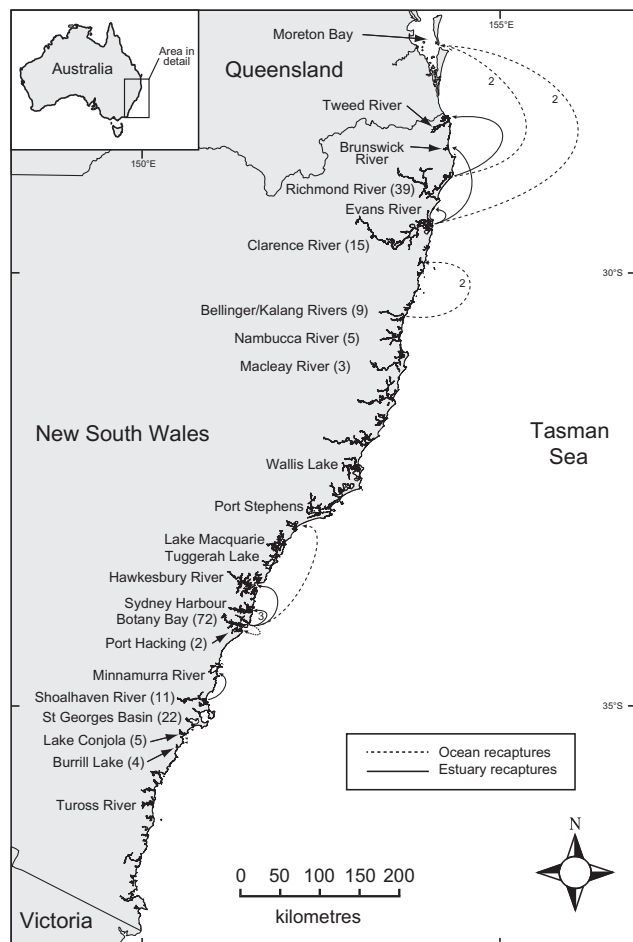 155°E
Moreton Bay
Area in
detail
Australia
Queensland
2
2
Tweed River
Brunswick
River
150°E
Richmond River (39)
Evans River
Clarence River (15)
30°S
2
Bellinger/Kalang Rivers (9)
Nambucca River (5)
Macleay River (3)
New South Wales
Tasman
Sea
Wallis Lake
Port Stephens
Lake Macquarie
Tuggerah Lake
Hawkesbury River
Sydney Harbour
3
Botany Bay (72)
Port Hacking (2)
Minnamurra River
Shoalhaven River (11)
35°S
St Georges Basin (22)
Lake Conjola (5)
Burrill Lake (4)
Ocean recaptures
Estuary recaptures
Tuross River
N
0 50 100 150 200
kilometres
Victoria